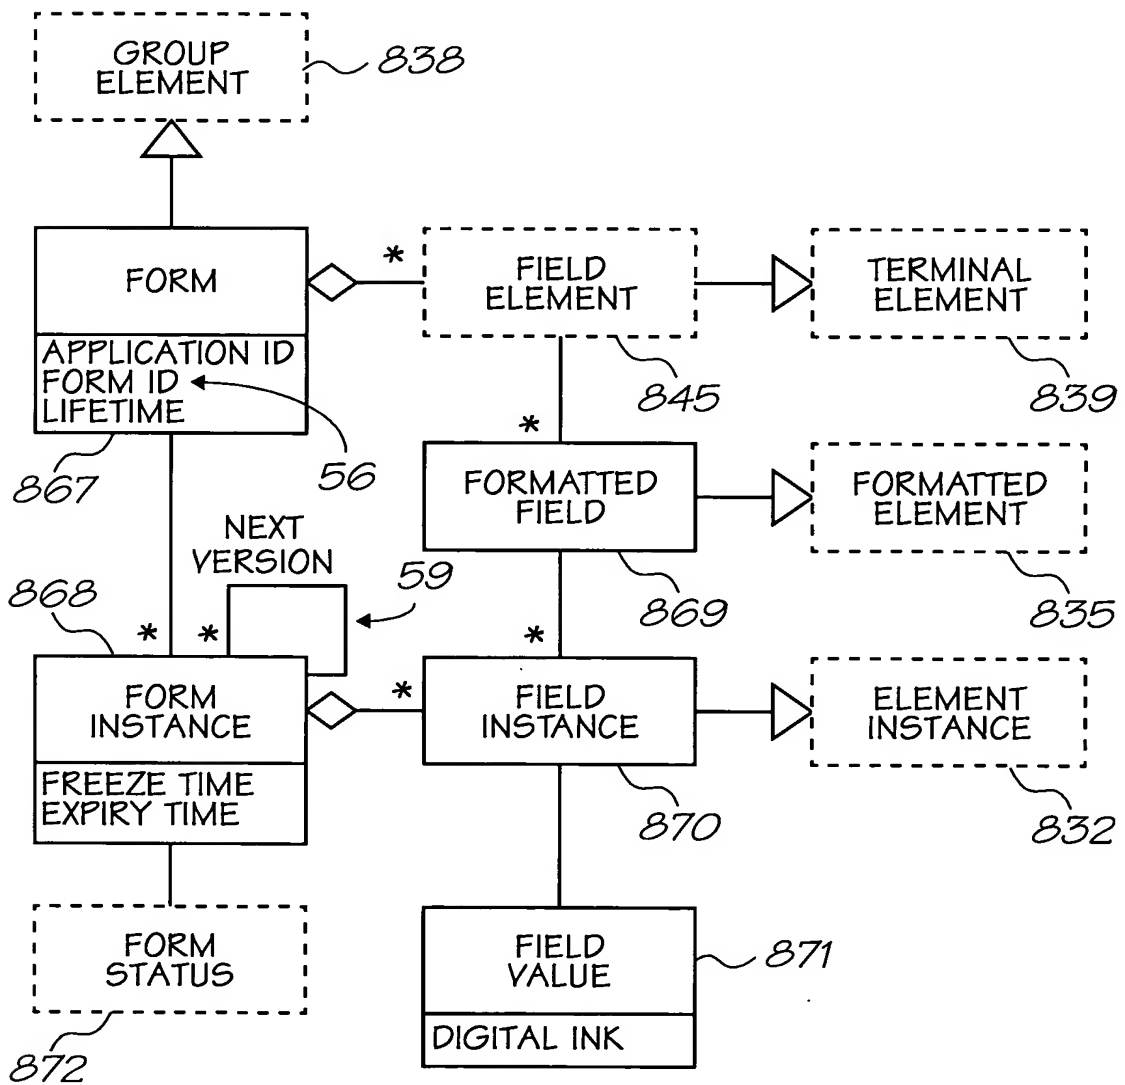 GROUP
ELEMENT
838
FORM
*
FIELD
ELEMENT
TERMINAL
ELEMENT
APPLICATION ID
FORM ID
LIFETIME
845
839
*
867
56
FORMATTED
FIELD
FORMATTED
ELEMENT
NEXT
VERSION
59
868
869
835
*
*
*
FORM
INSTANCE
*
FIELD
INSTANCE
ELEMENT
INSTANCE
FREEZE TIME
EXPIRY TIME
870
832
FORM
STATUS
FIELD
VALUE
871
DIGITAL INK
872